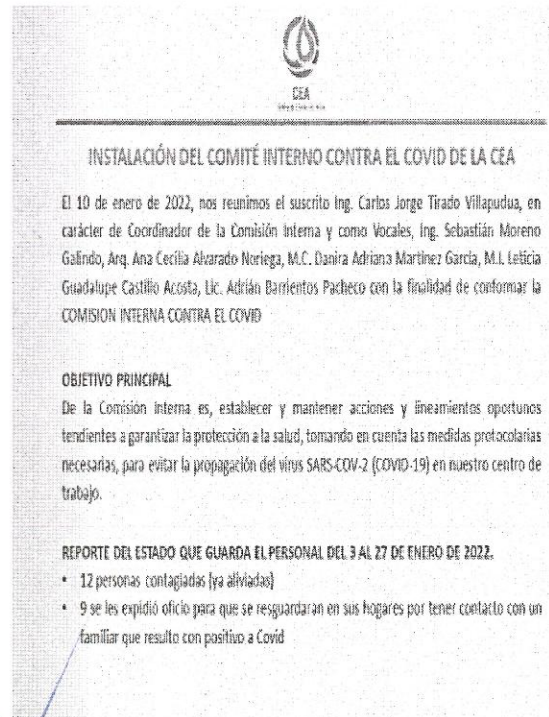 CEA
INSTALACIÓN DEL COMITÉ INTERNO CONTRA EL COVID DE LA CEA
El 10 de enero de 2022, nos reunimos el suscrito Ing. Carlos Jorge Tirado Villapudua, en
carácter de Coordinador de la Comisión Interna y como Vocales, Ing. Sebastián Moreno
Galindo, Arq. Ana Cecilia Alvarado Noriega, M.C. Danira Adriana Martínez García, M.I. Leticia
Guadalupe Castillo Acosta, Lic. Adrián Barrientos Pacheco con la finalidad de conformar la
COMISION INTERNA CONTRA EL COVID
OBJETIVO PRINCIPAL
De la Comisión Interna es, establecer y mantener acciones y lineamientos oportunos
tendientes a garantizar la protección a la salud, tomando en cuenta las medidas protocolarias
necesarias, para evitar la propagación del virus SARS-COV-2 (COVID-19) en nuestro centro de
trabajo.
REPORTE DEL ESTADO QUE GUARDA EL PERSONAL DEL 3 AL 27 DE ENERO DE 2022.
• 12 personas contagiadas (ya aliviadas)
• 9 se les expidió oficio para que se resguardaran en sus hogares por tener contacto con un
familiar que resulto con positivo a Covid